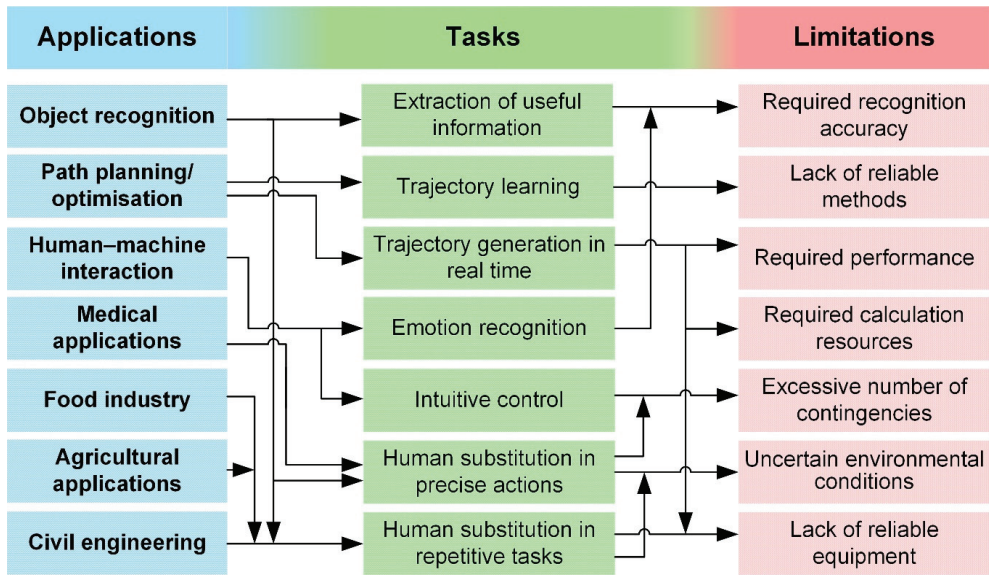 Applications
Tasks
Limitations
Object recognition
Extraction of useful
information
Required recognition
accuracy
Path planning/
optimisation
Trajectory learning
Lack of reliable
methods
Human–machine
interaction
Trajectory generation in
real time
Required performance
Medical
applications
Emotion recognition
Required calculation
resources
Food industry
Intuitive control
Excessive number of
contingencies
Agricultural
applications
Human substitution in
precise actions
Uncertain environmental
conditions
Civil engineering
Human substitution in
repetitive tasks
Lack of reliable
equipment